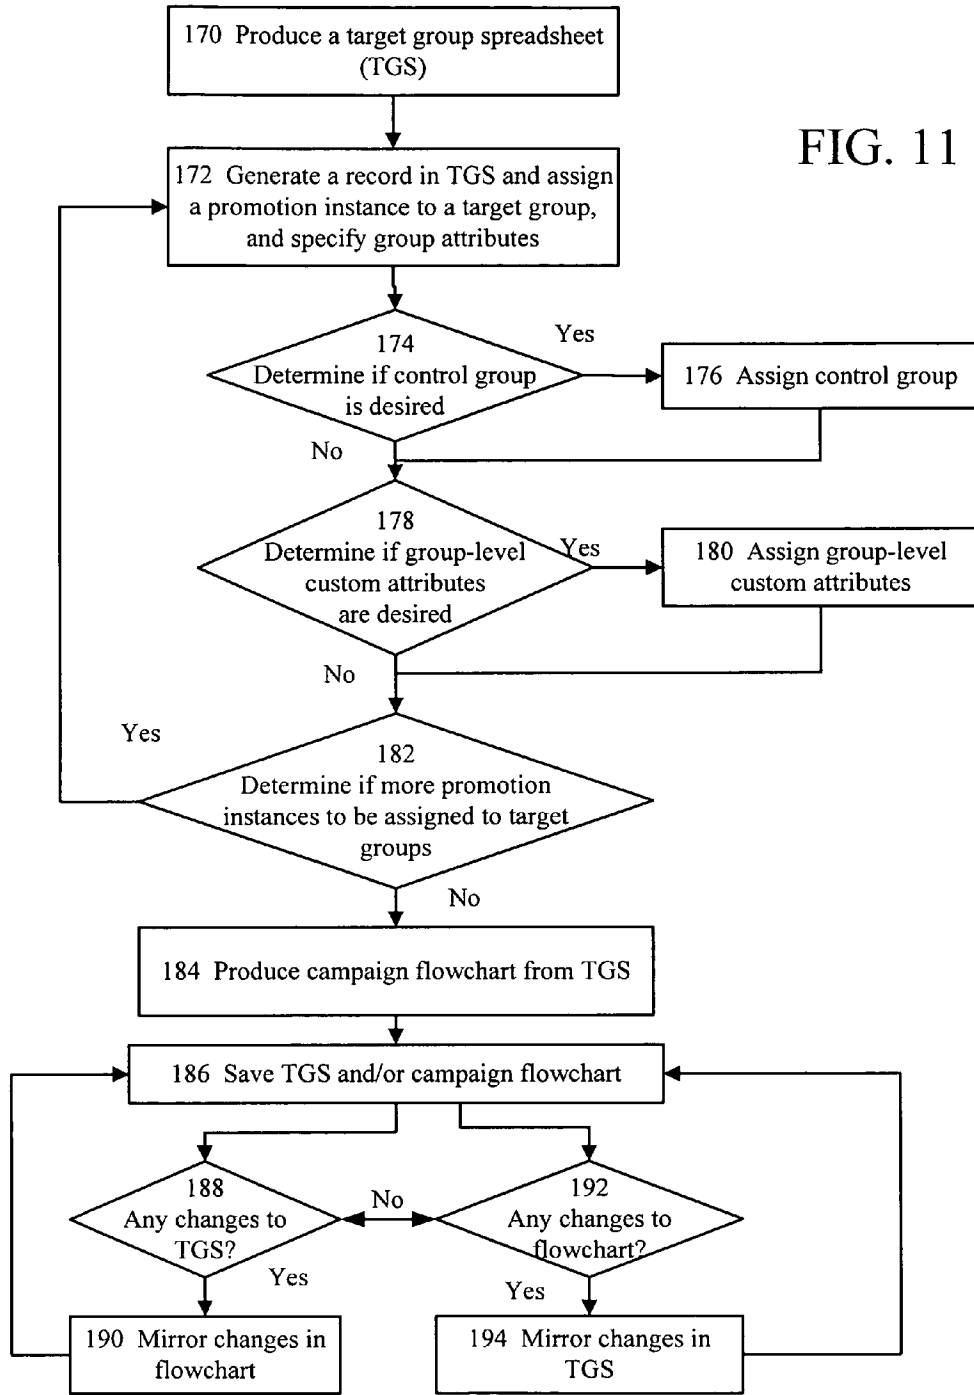 170 Produce a target group spreadsheet
(TGS)
FIG. 11
172 Generate a record in TGS and assign
a promotion instance to a target group,
and specify group attributes
174
Determine if control group
is desired
Yes
176 Assign control group
No
178
Determine if group-level
custom attributes
are desired
Yes
180 Assign group-level
custom attributes
No
Yes
182
Determine if more promotion
instances to be assigned to target
groups
No
184 Produce campaign flowchart from TGS
186 Save TGS and/or campaign flowchart
188
Any changes to
TGS?
No
192
Any changes to
flowchart?
Yes
Yes
190 Mirror changes in
flowchart
194 Mirror changes in
TGS